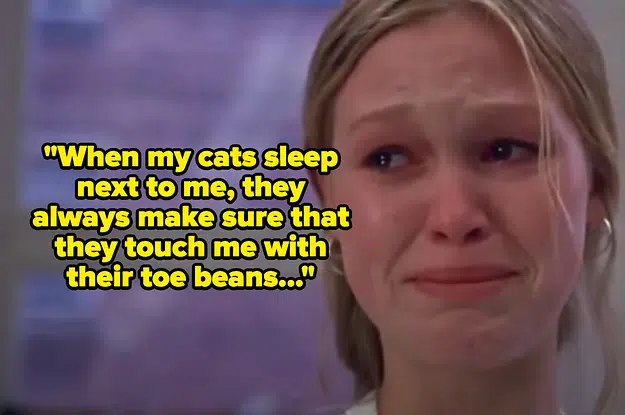 "When my cats sleep
next to me, they
always make sure that
they touch me with
their toe beans..."